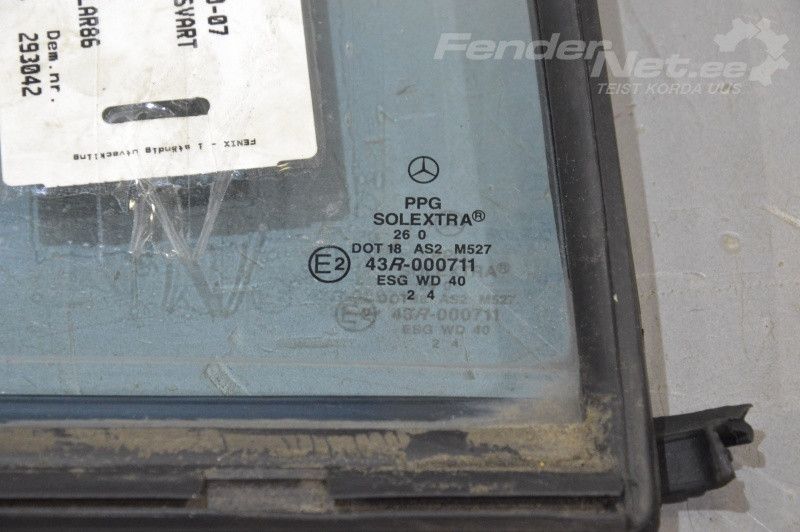 FenderNet.ee
TEIST KORDA UUS
SVART
LAR86
Dem.nr.
293042
FENIX - i ständig utveckling
PPG
SOLEXTRA®
26 0
DOT 18 AS2 M527
E2 43R-000711
ESG WD 40
2 4
DOT 18 AS2 M527
43R-000711
ESG WD 40
2 4